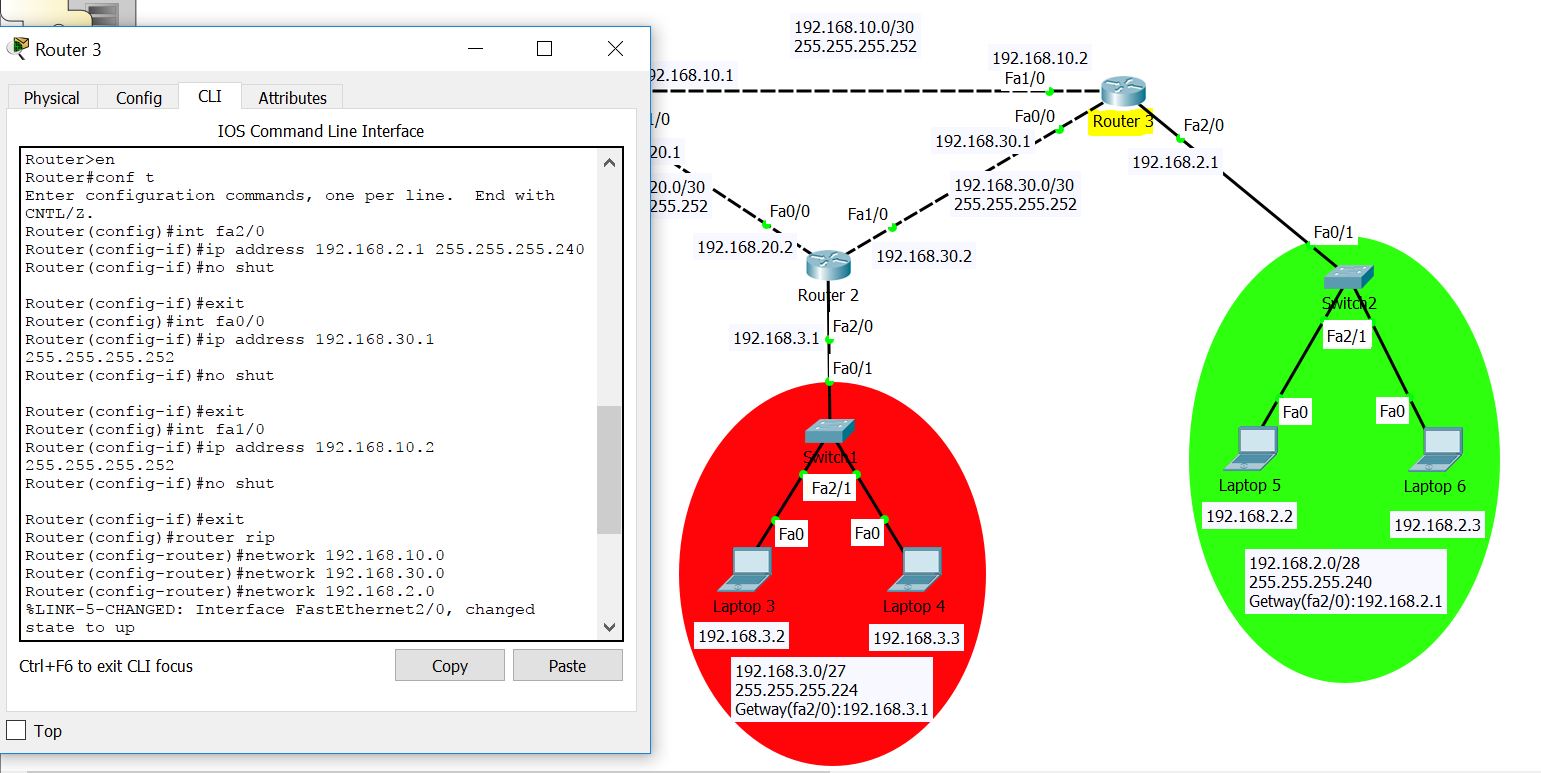 Router 3
Physical Config CLI Attributes
IOS Command Line Interface
Router>en
Router#conf t
Enter configuration commands, one per line.  End with
CNTL/Z.
Router(config)#int fa2/0
Router(config-if)#ip address 192.168.2.1 255.255.255.240
Router(config-if)#no shut
Router(config-if)#exit
Router(config)#int fa0/0
Router(config-if)#ip address 192.168.30.1
255.255.255.252
Router(config-if)#no shut
Router(config-if)#exit
Router(config)#int fa1/0
Router(config-if)#ip address 192.168.10.2
255.255.255.252
Router(config-if)#no shut
Router(config-if)#exit
Router(config)#router rip
Router(config-router)#network 192.168.10.0
Router(config-router)#network 192.168.30.0
Router(config-router)#network 192.168.2.0
%LINK-5-CHANGED: Interface FastEthernet2/0, changed
state to up
Ctrl+F6 to exit CLI focus
Copy
Paste
Top
192.168.10.0/30
255.255.255.252
92.168.10.1
192.168.10.2
Fa1/0
/0
Fa0/0
Router 3
Fa2/0
192.168.30.1
192.168.2.1
20.1
20.0/30
255.252
192.168.30.0/30
255.255.255.252
Fa0/0
Fa1/0
192.168.20.2
192.168.30.2
Router 2
Fa2/0
192.168.3.1
Fa0/1
Switch1
Fa2/1
Fa0
Fa0
Laptop 3
Laptop 4
192.168.3.2
192.168.3.3
192.168.3.0/27
255.255.255.224
Getway(fa2/0):192.168.3.1
Fa0/1
Switch2
Fa2/1
Fa0
Fa0
Laptop 5
Laptop 6
192.168.2.2
192.168.2.3
192.168.2.0/28
255.255.255.240
Getway(fa2/0):192.168.2.1